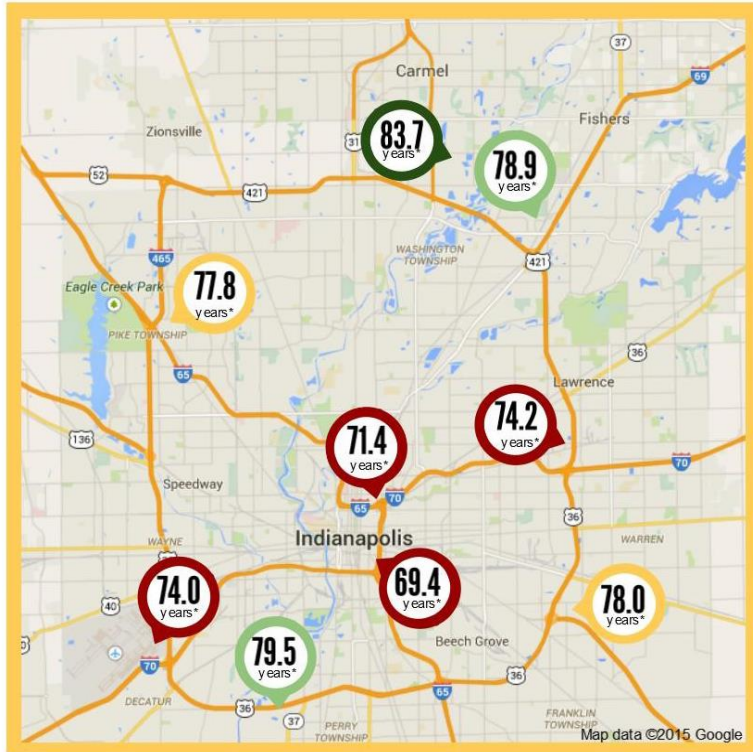 37
Carmel
69
Zionsville
Fishers
31
83.7
years*
78.9
years*
52
421
WASHINGTON
TOWNSHIP
421
465
Eagle Creek Park
77.8
years*
PIKE TOWNSHIP
36
65
Lawrence
74.2
years*
136
71.4
years*
70
Speedway
70
65
36
Indianapolis
WAYNE
WARREN
74.0
years*
69.4
years*
78.0
years*
40
79.5
years*
Beech Grove
70
36
65
DECATUR
36
37
PERRY
TOWNSHIP
FRANKLIN
TOWNSHIP
Map data ©2015 Google